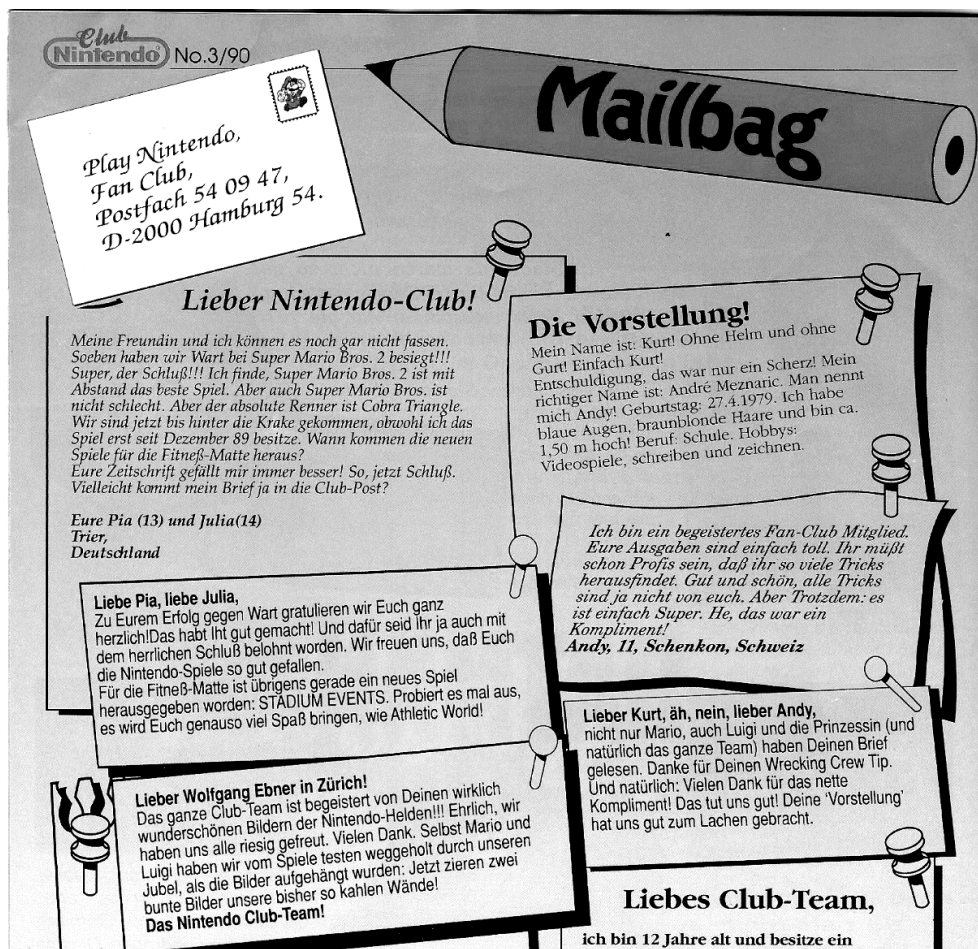 Club
Nintendo No.3/90
Mailbag
Play Nintendo,
Fan Club,
Postfach 54 09 47,
D-2000 Hamburg 54.
Lieber Nintendo-Club!
Meine Freundin und ich können es noch gar nicht fassen.
Soeben haben wir Wart bei Super Mario Bros. 2 besiegt!!!
Super, der Schluß!!! Ich finde, Super Mario Bros. 2 ist mit
Abstand das beste Spiel. Aber auch Super Mario Bros. ist
nicht schlecht. Aber der absolute Renner ist Cobra Triangle.
Wir sind jetzt bis hinter die Krake gekommen, obwohl ich das
Spiel erst seit Dezember 89 besitze. Wann kommen die neuen
Spiele für die Fitneß-Matte heraus?
Eure Zeitschrift gefällt mir immer besser! So, jetzt Schluß.
Vielleicht kommt mein Brief ja in die Club-Post?
Eure Pia (13) und Julia(14)
Trier,
Deutschland
Liebe Pia, liebe Julia,
Zu Eurem Erfolg gegen Wart gratulieren wir Euch ganz
herzlich!Das habt Iht gut gemacht! Und dafür seid Ihr ja auch mit
dem herrlichen Schluß belohnt worden. Wir freuen uns, daß Euch
die Nintendo-Spiele so gut gefallen.
Für die Fitneß-Matte ist übrigens gerade ein neues Spiel
herausgegeben worden: STADIUM EVENTS. Probiert es mal aus,
es wird Euch genauso viel Spaß bringen, wie Athletic World!
Lieber Wolfgang Ebner in Zürich!
Das ganze Club-Team ist begeistert von Deinen wirklich
wunderschönen Bildern der Nintendo-Helden!!! Ehrlich, wir
haben uns alle riesig gefreut. Vielen Dank. Selbst Mario und
Luigi haben wir vom Spiele testen weggeholt durch unseren
Jubel, als die Bilder aufgehängt wurden: Jetzt zieren zwei
bunte Bilder unsere bisher so kahlen Wände!
Das Nintendo Club-Team!
Die Vorstellung!
Mein Name ist: Kurt! Ohne Helm und ohne
Gurt! Einfach Kurt!
Entschuldigung, das war nur ein Scherz! Mein
richtiger Name ist: André Meznaric. Man nennt
mich Andy! Geburtstag: 27.4.1979. Ich habe
blaue Augen, braunblonde Haare und bin ca.
1,50 m hoch! Beruf: Schule. Hobbys:
Videospiele, schreiben und zeichnen.
Ich bin ein begeistertes Fan-Club Mitglied.
Eure Ausgaben sind einfach toll. Ihr müßt
schon Profis sein, daß ihr so viele Tricks
herausfindet. Gut und schön, alle Tricks
sind ja nicht von euch. Aber Trotzdem: es
ist einfach Super. He, das war ein
Kompliment!
Andy, 11, Schenkon, Schweiz
Lieber Kurt, äh, nein, lieber Andy,
nicht nur Mario, auch Luigi und die Prinzessin (und
natürlich das ganze Team) haben Deinen Brief
gelesen. Danke für Deinen Wrecking Crew Tip.
Und natürlich: Vielen Dank für das nette
Kompliment! Das tut uns gut! Deine 'Vorstellung'
hat uns gut zum Lachen gebracht.
Liebes Club-Team,
ich bin 12 Jahre alt und besitze ein